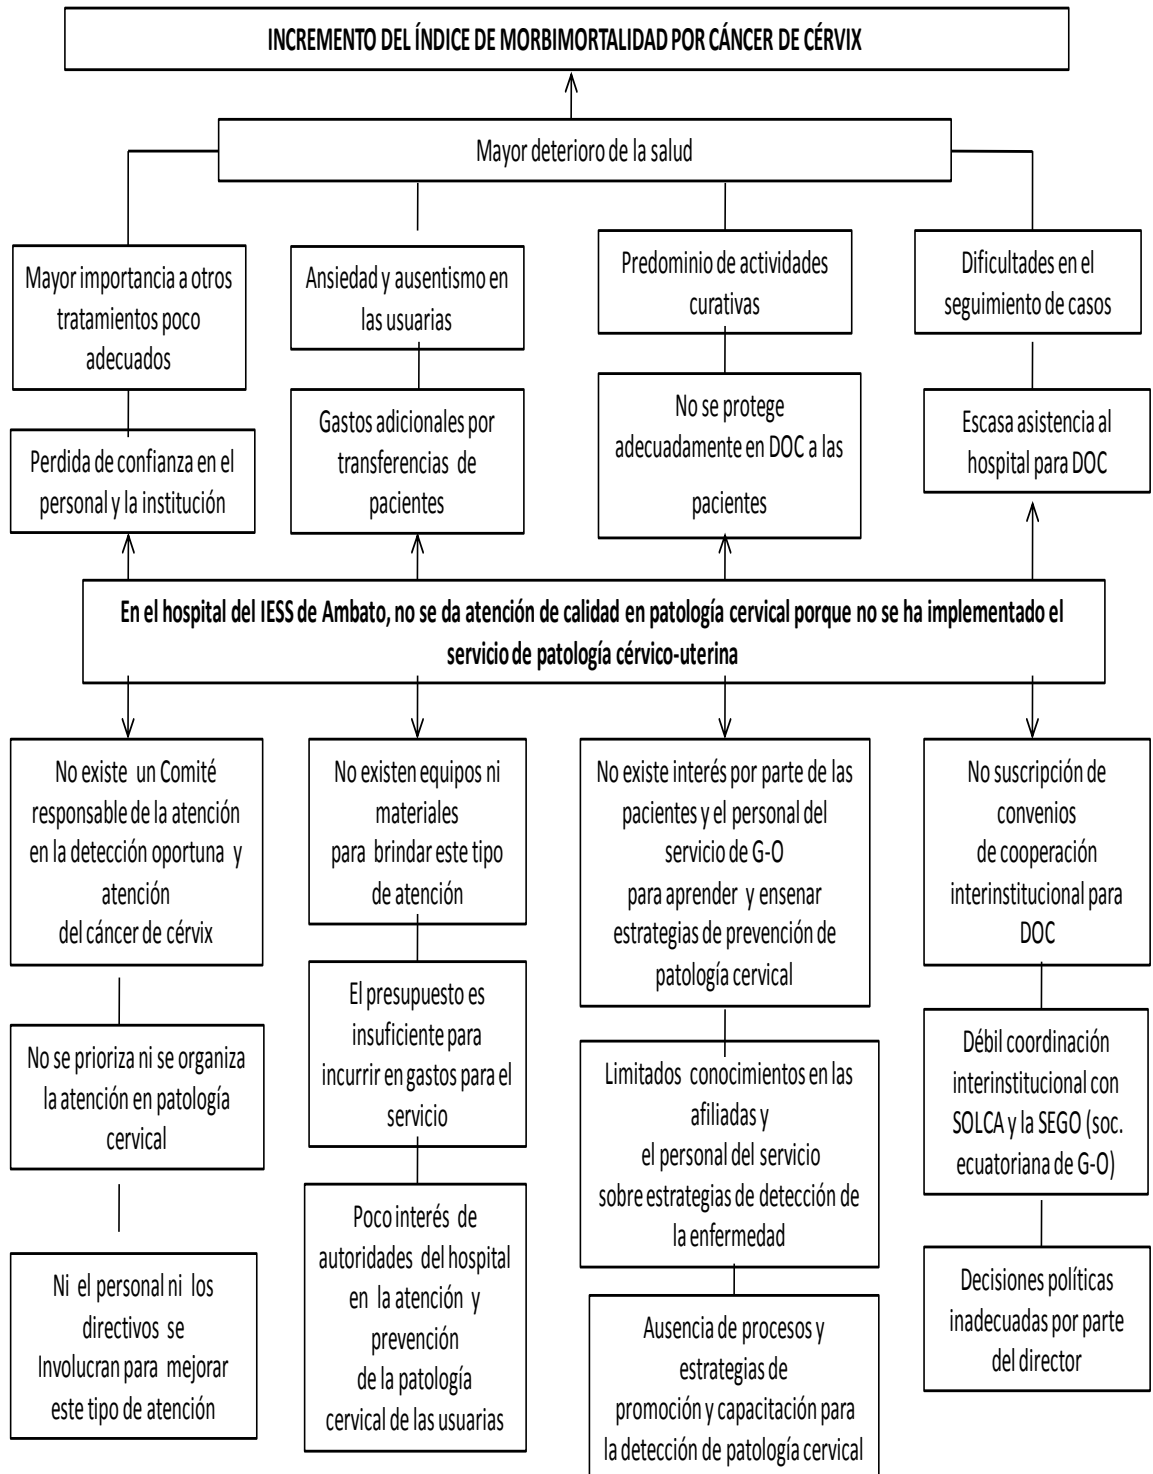 INCREMENTO DEL ÍNDICE DE MORBIMORTALIDAD POR CÁNCER DE CÉRVIX
Mayor deterioro de la salud
Mayor importancia a otros
tratamientos poco
adecuados
Ansiedad y ausentismo en
las usuarias
Predominio de actividades
curativas
Dificultades en el
seguimiento de casos
Perdida de confianza en el
personal y la institución
Gastos adicionales por
transferencias de
pacientes
No se protege
adecuadamente en DOC a las
pacientes
Escasa asistencia al
hospital para DOC
En el hospital del IESS de Ambato, no se da atención de calidad en patología cervical porque no se ha implementado el
servicio de patología cérvico-uterina
No existe un Comité
responsable de la atención
en la detección oportuna y
atención
del cáncer de cérvix
No existen equipos ni
materiales
para brindar este tipo
de atención
No existe interés por parte de las
pacientes y el personal del
servicio de G-O
para aprender y ensenar
estrategias de prevención de
patología cervical
No suscripción de
convenios
de cooperación
interinstitucional para
DOC
No se prioriza ni se organiza
la atención en patología
cervical
El presupuesto es
insuficiente para
incurrir en gastos para el
servicio
Limitados conocimientos en las
afiliadas y
el personal del servicio
sobre estrategias de detección de
la enfermedad
Débil coordinación
interinstitucional con
SOLCA y la SEGO (soc.
ecuatoriana de G-O)
Ni el personal ni los
directivos se
Involucran para mejorar
este tipo de atención
Poco interés de
autoridades del hospital
en la atención y
prevención
de la patología
cervical de las usuarias
Ausencia de procesos y
estrategias de
promoción y capacitación para
la detección de patología cervical
Decisiones políticas
inadecuadas por parte
del director